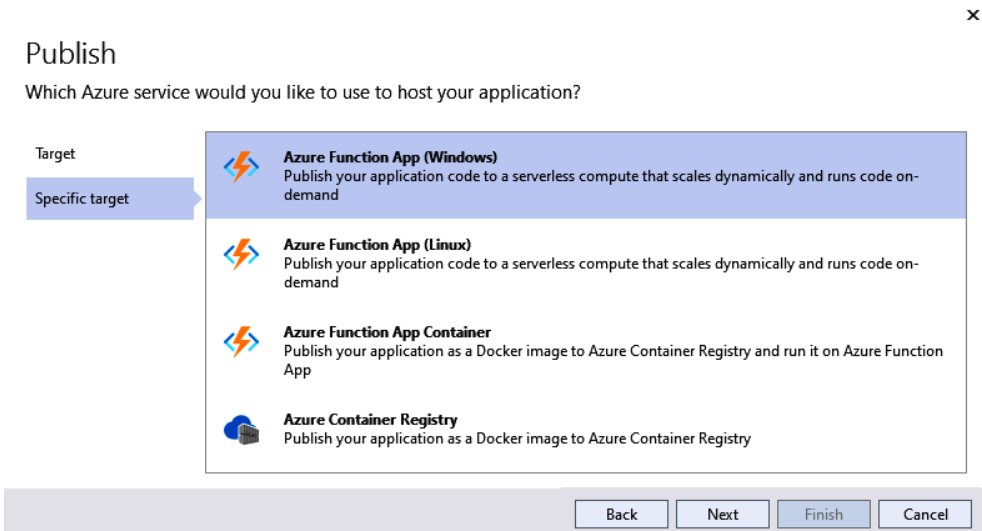 ×
Publish
Which Azure service would you like to use to host your application?
Target
Specific target
Azure Function App (Windows)
Publish your application code to a serverless compute that scales dynamically and runs code on-
demand
Azure Function App (Linux)
Publish your application code to a serverless compute that scales dynamically and runs code on-
demand
Azure Function App Container
Publish your application as a Docker image to Azure Container Registry and run it on Azure Function
App
Azure Container Registry
Publish your application as a Docker image to Azure Container Registry
Back
Next
Finish
Cancel